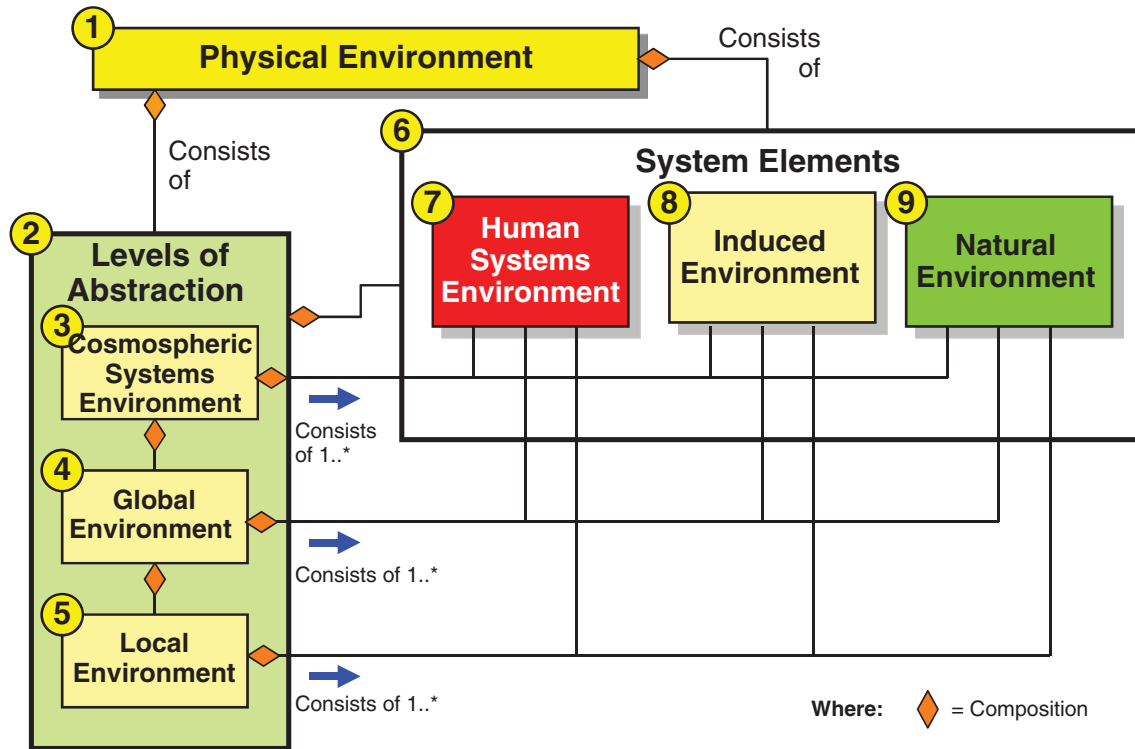 1
Physical Environment
Consists
of
Consists
of
6
System Elements
7
Human
Systems
Environment
8
Induced
Environment
9
Natural
Environment
2
Levels of
Abstraction
3
Cosmospheric
Systems
Environment
Consists
of 1..*
4
Global
Environment
Consists of 1..*
5
Local
Environment
Consists of 1..*
Where: = Composition